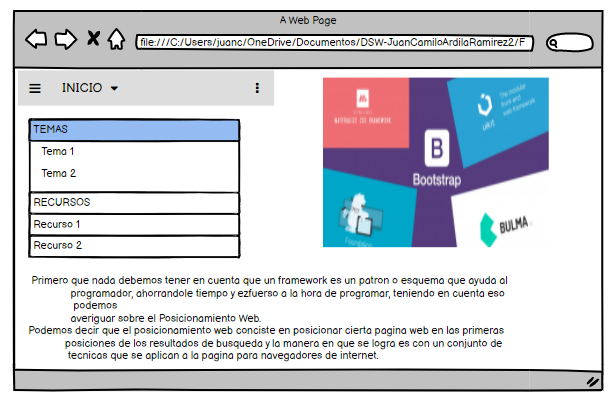 A Web Page
file:///C:/Users/juanc/OneDrive/Documentos/DSW-JuanCamiloArdilaRamirez2/F
INICIO
TEMAS
Tema 1
Tema 2
RECURSOS
Recurso 1
Recurso 2
MATERIALIZE CSS FRAMEWORK
uikit
B
Bootstrap
Foundation
BULMA
Primero que nada debemos tener en cuenta que un framework es un patron o esquema que ayuda al
programador, ahorrandole tiempo y ezfuerso a la hora de programar, teniendo en cuenta eso
podemos
averiguar sobre el Posicionamiento Web.
Podemos decir que el posicionamiento web conciste en posicionar cierta pagina web en las primeras
posiciones de los resultados de busqueda y la manera en que se logra es con un conjunto de
tecnicas que se aplican a la pagina para navegadores de internet.